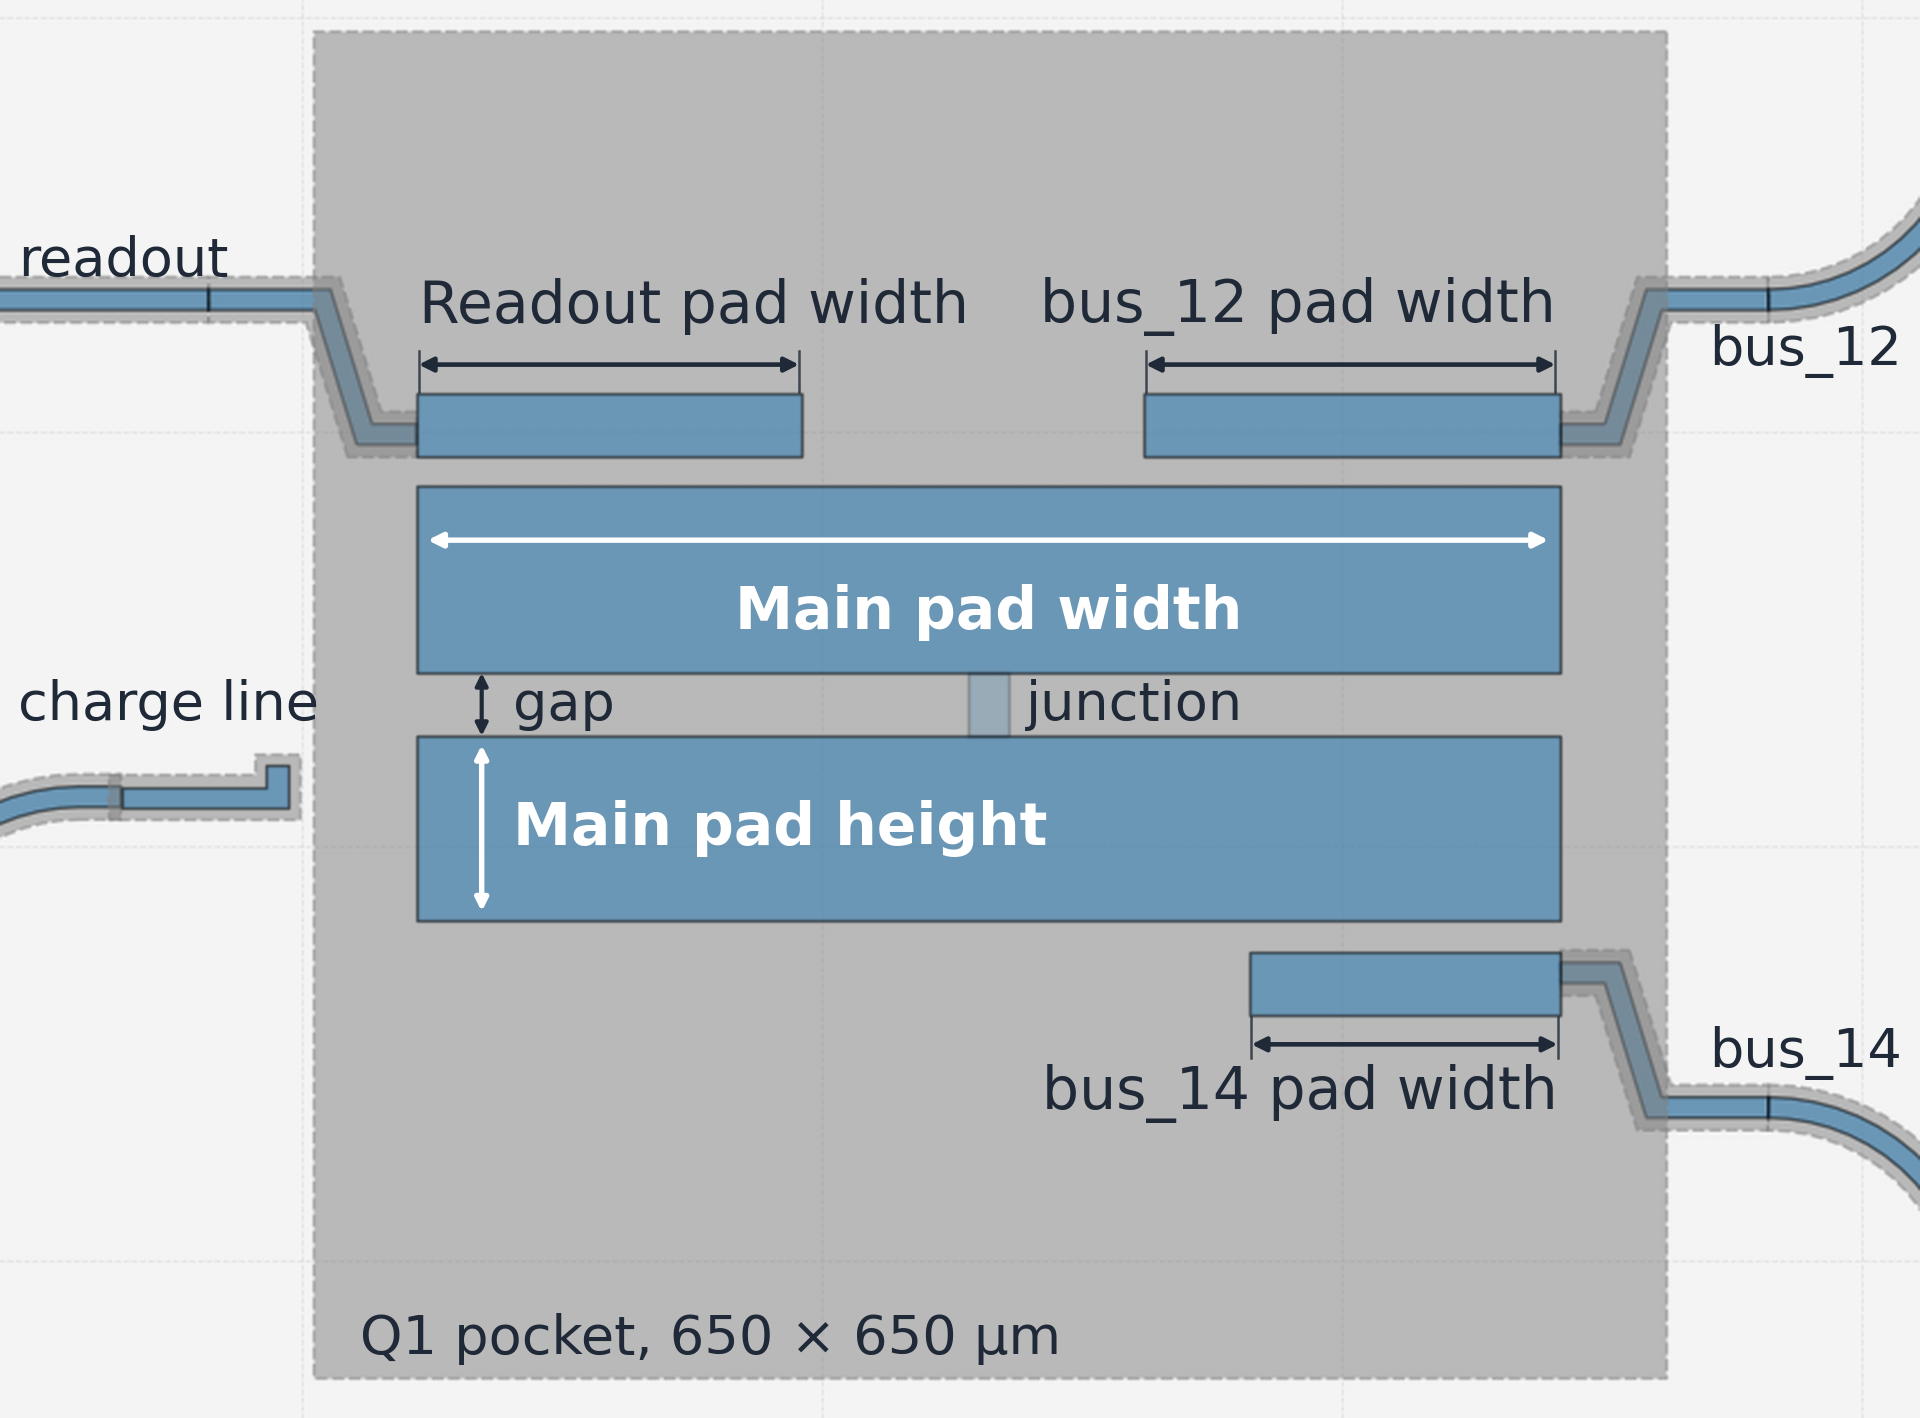 readout
Readout pad width
bus_12 pad width
bus_12
Main pad width
charge line
gap
junction
Main pad height
bus_14
bus_14 pad width
Q1 pocket, 650 × 650 µm